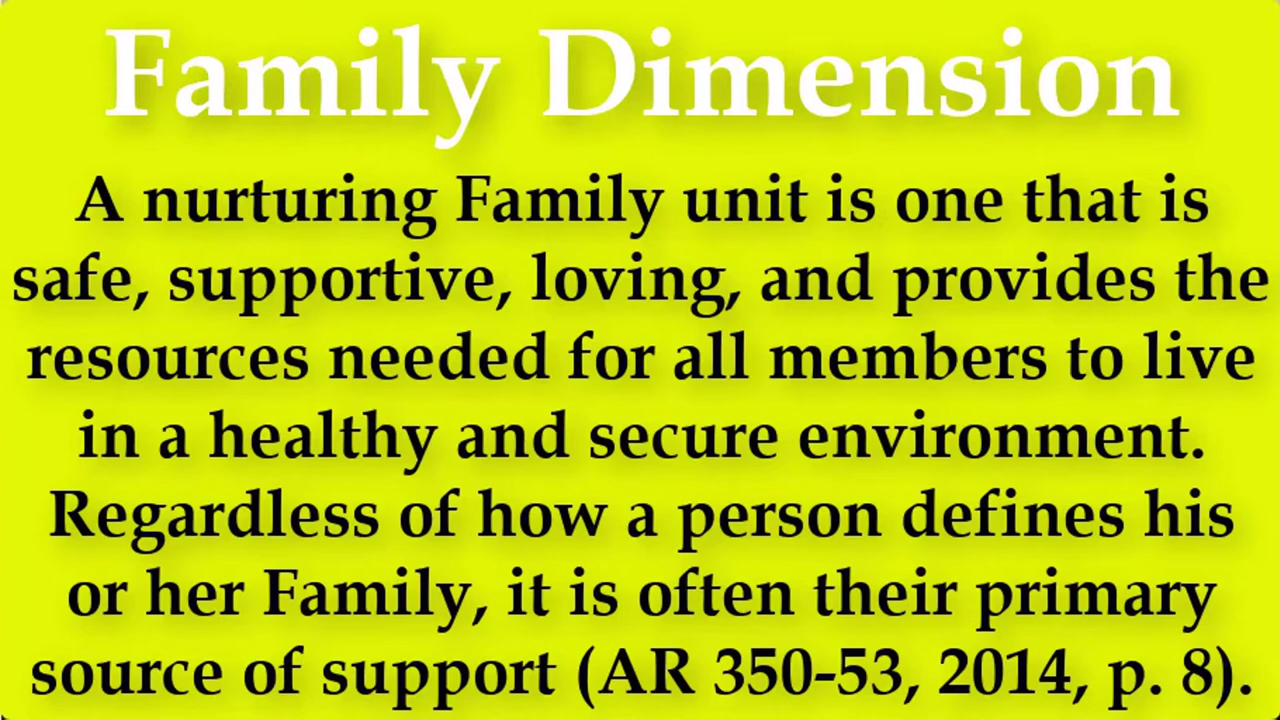 Family Dimension
A nurturing Family unit is one that is
safe, supportive, loving, and provides the
resources needed for all members to live
in a healthy and secure environment.
Regardless of how a person defines his
or her Family, it is often their primary
source of support (AR 350-53, 2014, p. 8).